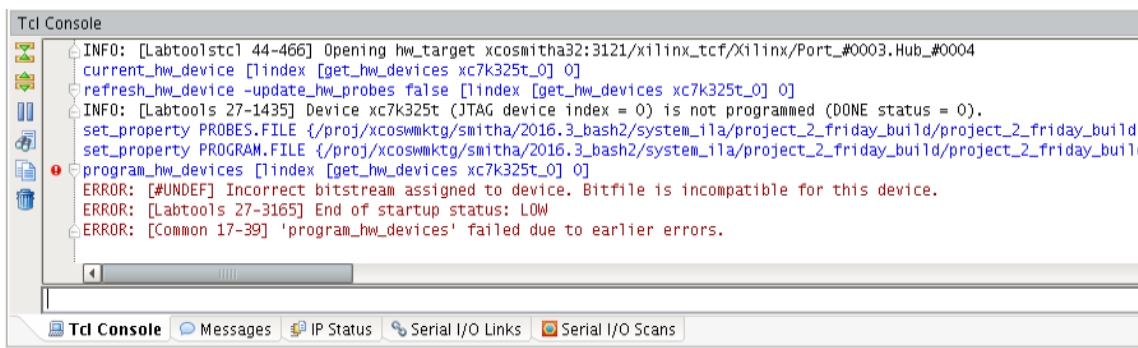 Tcl Console
INFO: [Labtoolstcl 44-466] Opening hw_target xcosmitha32:3121/xilinx_tcf/Xilinx/Port_#0003.Hub_#0004
current_hw_device [lindex [get_hw_devices xc7k325t_0] 0]
refresh_hw_device -update_hw_probes false [lindex [get_hw_devices xc7k325t_0] 0]
INFO: [Labtools 27-1435] Device xc7k325t (JTAG device index = 0) is not programmed (DONE status = 0).
set_property PROBES.FILE {/proj/xcoswmktg/smitha/2016.3_bash2/system_ila/project_2_friday_build/project_2_friday_build
set_property PROGRAM.FILE {/proj/xcoswmktg/smitha/2016.3_bash2/system_ila/project_2_friday_build/project_2_friday_buil
program_hw_devices [lindex [get_hw_devices xc7k325t_0] 0]
ERROR: [#UNDEF] Incorrect bitstream assigned to device. Bitfile is incompatible for this device.
ERROR: [Labtools 27-3165] End of startup status: LOW
ERROR: [Common 17-39] 'program_hw_devices' failed due to earlier errors.
Tcl Console Messages IP Status Serial I/O Links Serial I/O Scans